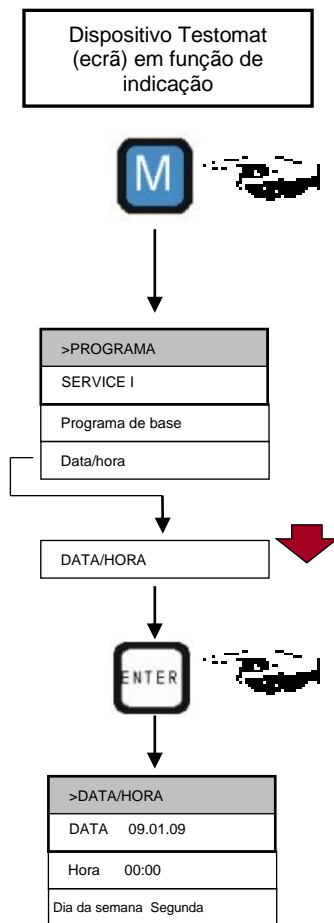 Dispositivo Testomat
(ecrã) em função de
indicação
M
>PROGRAMA
SERVICE I
Programa de base
Data/hora
DATA/HORA
ENTER
>DATA/HORA
DATA 09.01.09
Hora 00:00
Dia da semana Segunda